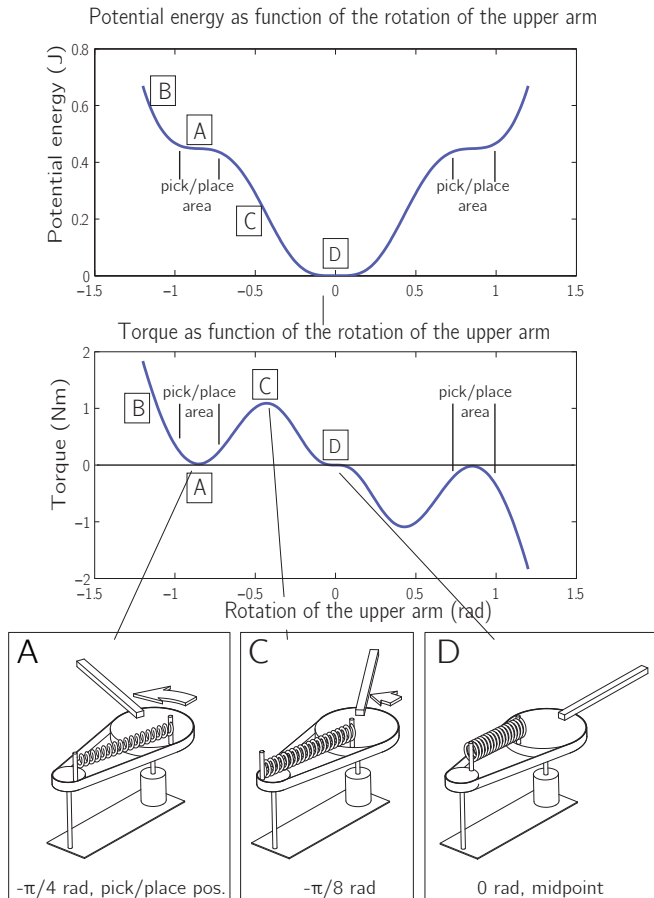 Potential energy as function of the rotation of the upper arm
Potential energy (J)
0.8
0.6
0.4
0.2
0
B
A
pick/place
area
C
D
pick/place
area
−1.5 −1 −0.5 0 0.5 1 1.5
Torque as function of the rotation of the upper arm
Torque (Nm)
2
1
0
−1
−2
B
pick/place
area
A
C
D
pick/place
area
−1.5 −1 −0.5 0 0.5 1 1.5
Rotation of the upper arm (rad)
A
-π/4 rad, pick/place pos.
C
-π/8 rad
D
0 rad, midpoint